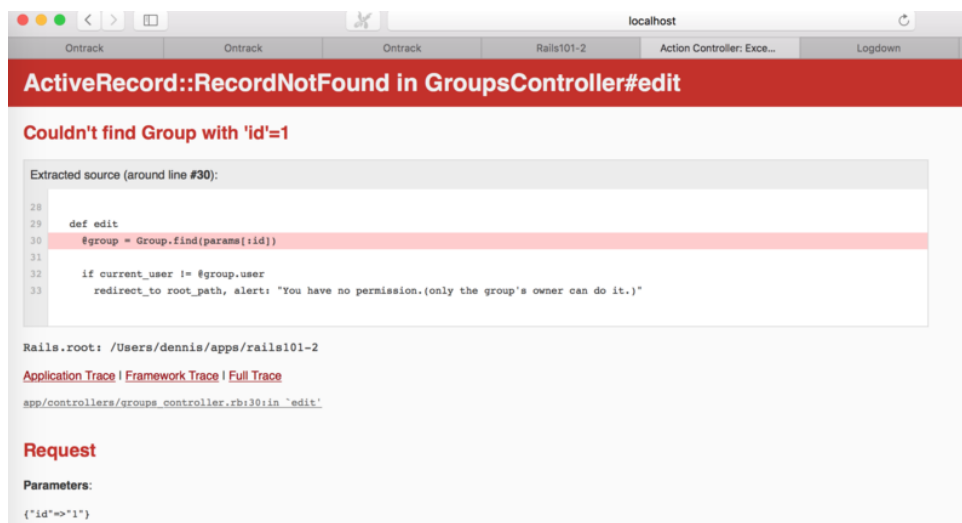 localhost
Ontrack Ontrack Ontrack Rails101-2 Action Controller: Exce... Logdown
ActiveRecord::RecordNotFound in GroupsController#edit
Couldn't find Group with 'id'=1
Extracted source (around line #30):
28
29 def edit
30 @group = Group.find(params[:id])
31
32 if current_user != @group.user
33 redirect_to root_path, alert: "You have no permission.(only the group's owner can do it.)"
Rails.root: /Users/dennis/apps/rails101-2
Application Trace | Framework Trace | Full Trace
app/controllers/groups_controller.rb:30:in `edit'
Request
Parameters:
{"id"=>"1"}